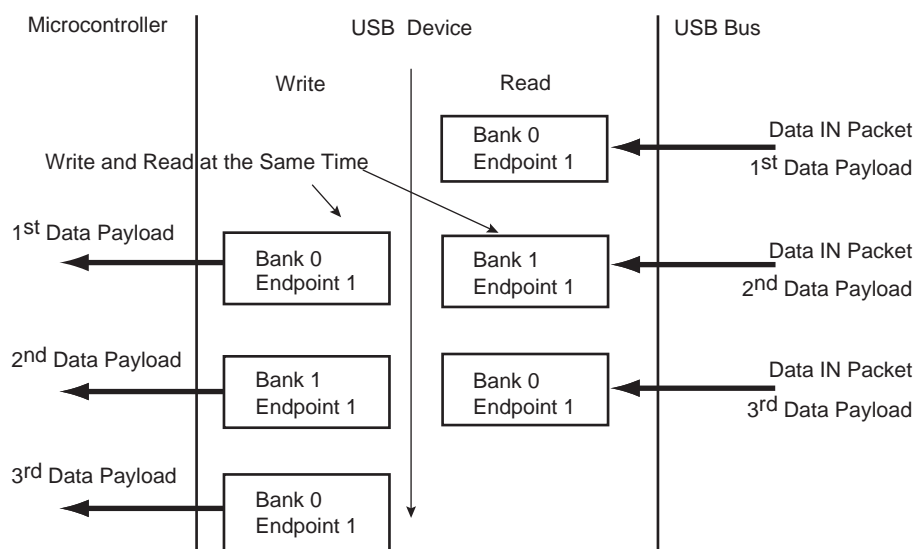 Microcontroller
USB Device
USB Bus
Write
Read
Bank 0
Endpoint 1
Data IN Packet
1st Data Payload
Write and Read at the Same Time
1st Data Payload
Bank 0
Endpoint 1
Bank 1
Endpoint 1
Data IN Packet
2nd Data Payload
2nd Data Payload
Bank 1
Endpoint 1
Bank 0
Endpoint 1
Data IN Packet
3rd Data Payload
3rd Data Payload
Bank 0
Endpoint 1